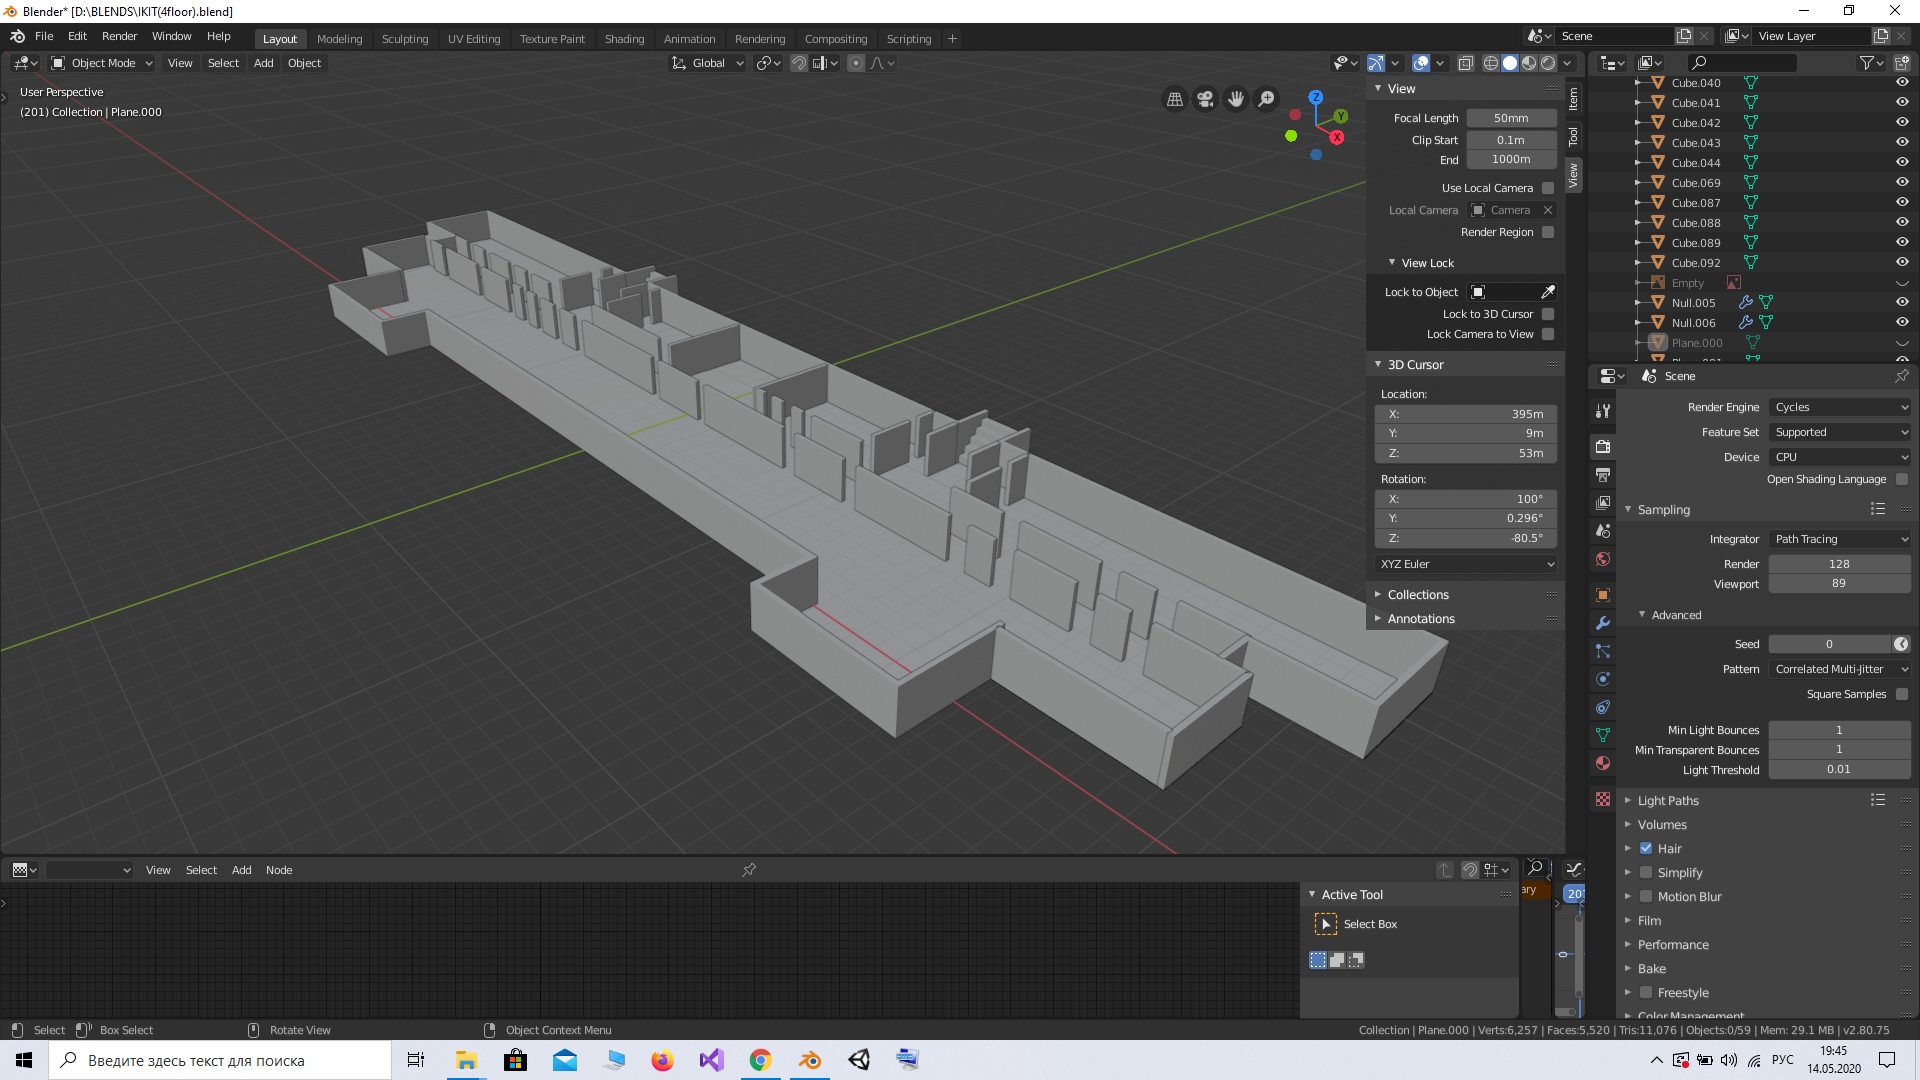 Blender* [D:\BLENDS\IKIT(4floor).blend]
File Edit Render Window Help
Layout Modeling Sculpting UV Editing Texture Paint Shading Animation Rendering Compositing Scripting +
Scene
View Layer
Object Mode View Select Add Object
Global
User Perspective
(201) Collection | Plane.000
Z
Y
X
View
Focal Length 50mm
Clip Start 0.1m
End 1000m
Use Local Camera
Local Camera Camera
Render Region
View Lock
Lock to Object
Lock to 3D Cursor
Lock Camera to View
3D Cursor
Location:
X: 395m
Y: 9m
Z: 53m
Rotation:
X: 100°
Y: 0.296°
Z: -80.5°
XYZ Euler
Collections
Annotations
Item
Tool
View
Cube.040
Cube.041
Cube.042
Cube.043
Cube.044
Cube.069
Cube.087
Cube.088
Cube.089
Cube.092
Empty
Null.005
Null.006
Plane.000
Scene
Render Engine Cycles
Feature Set Supported
Device CPU
Open Shading Language
Sampling
Integrator Path Tracing
Render 128
Viewport 89
Advanced
Seed 0
Pattern Correlated Multi-Jitter
Square Samples
Min Light Bounces 1
Min Transparent Bounces 1
Light Threshold 0.01
Light Paths
Volumes
Hair
Simplify
Motion Blur
Film
Performance
Bake
Freestyle
Color Management
View Select Add Node
Active Tool
Select Box
ary
20
Select Box Select Rotate View Object Context Menu
Collection | Plane.000 | Verts:6,257 | Faces:5,520 | Tris:11,076 | Objects:0/59 | Mem: 29.1 MB | v2.80.75
Введите здесь текст для поиска
РУС
19:45
14.05.2020